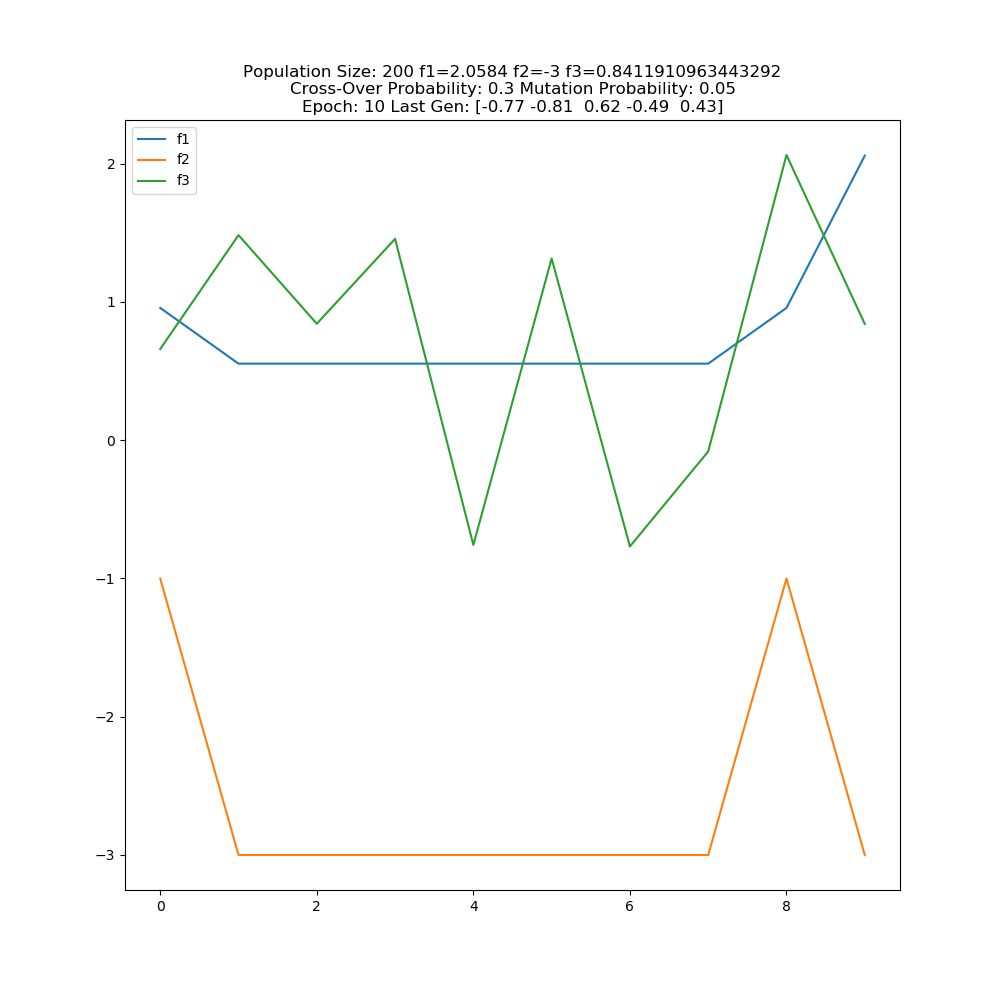 Population Size: 200 f1=2.0584 f2=-3 f3=0.8411910963443292
Cross-Over Probability: 0.3 Mutation Probability: 0.05
Epoch: 10 Last Gen: [-0.77 -0.81  0.62 -0.49  0.43]
f1
f2
f3
2
1
0
−1
−2
−3
0 2 4 6 8